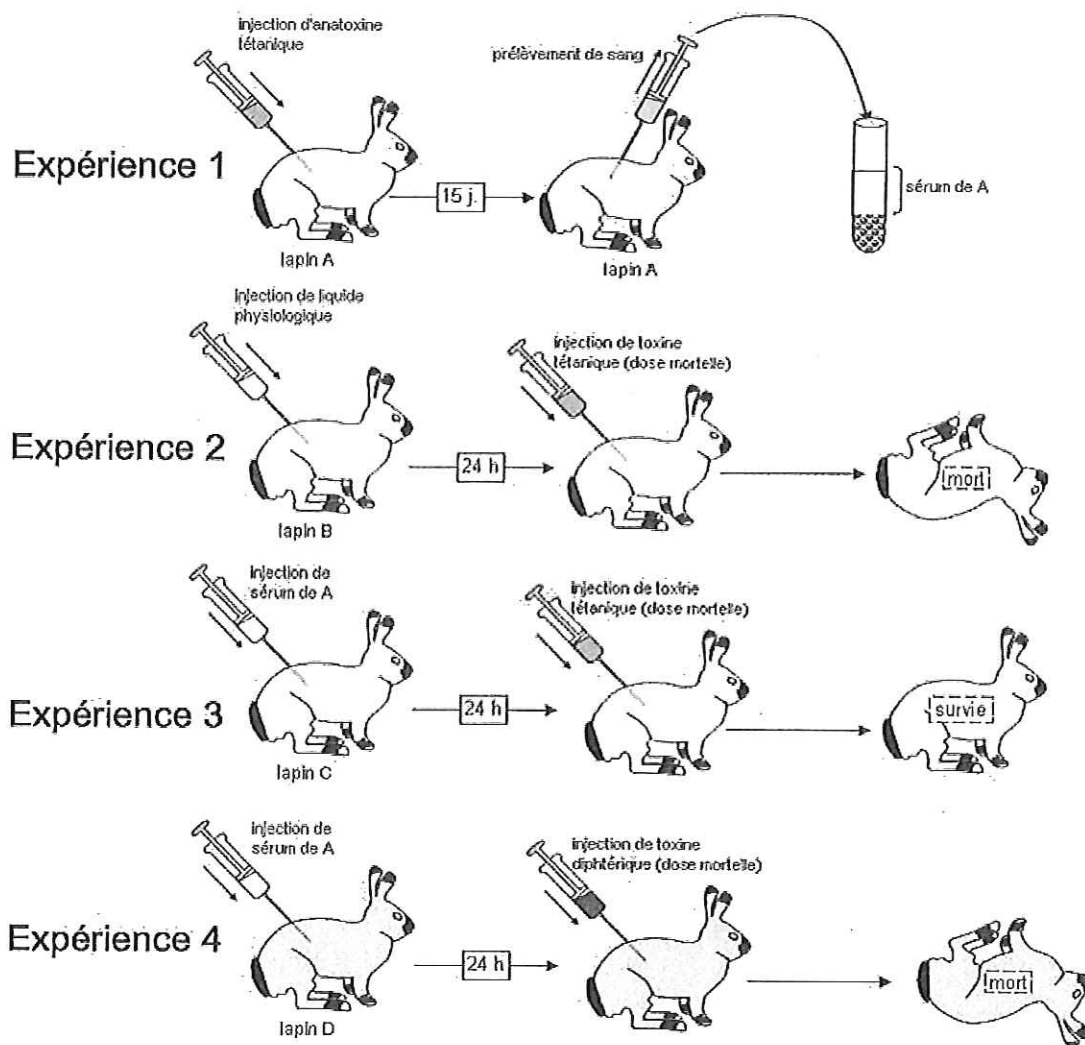 injection d'anatoxine
tétanique
prélèvement de sang
Expérience 1
15 j.
sérum de A
lapin A
lapin A
injection de liquide
physiologique
injection de toxine
tétanique (dose mortelle)
Expérience 2
24 h
mort
lapin B
injection de
sérum de A
injection de toxine
tétanique (dose mortelle)
Expérience 3
24 h
survie
lapin C
injection de
sérum de A
injection de toxine
diphtérique (dose mortelle)
Expérience 4
24 h
mort
lapin D